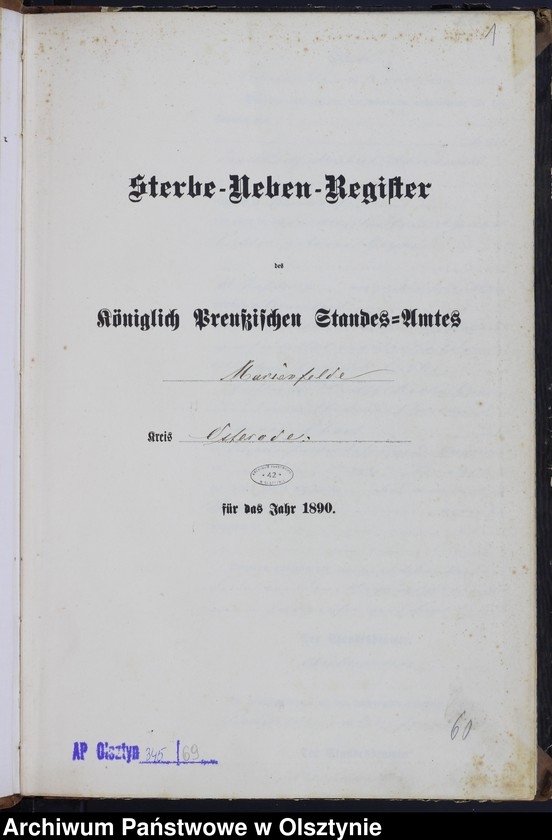 1
Sterbe-Neben-Register
des
Königlich Preußischen Standes-Amtes
Marienfelde
Kreis Osterode.
42
für das Jahr 1890.
60
AP Olsztyn 345 / 69
Archiwum Państwowe w Olsztynie